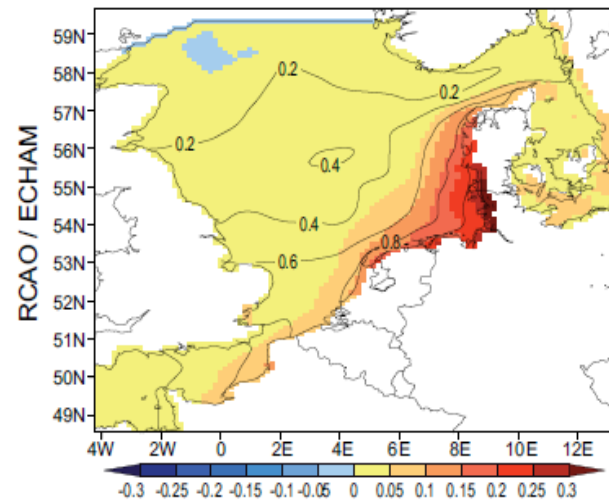 RCAO / ECHAM
59N
58N
57N
56N
55N
54N
53N
52N
51N
50N
49N
0.2
0.2
0.2
0.4
0.4
0.6
0.8
4W 2W 0 2E 4E 6E 8E 10E 12E
-0.3 -0.25 -0.2 -0.15 -0.1 -0.05 0 0.05 0.1 0.15 0.2 0.25 0.3